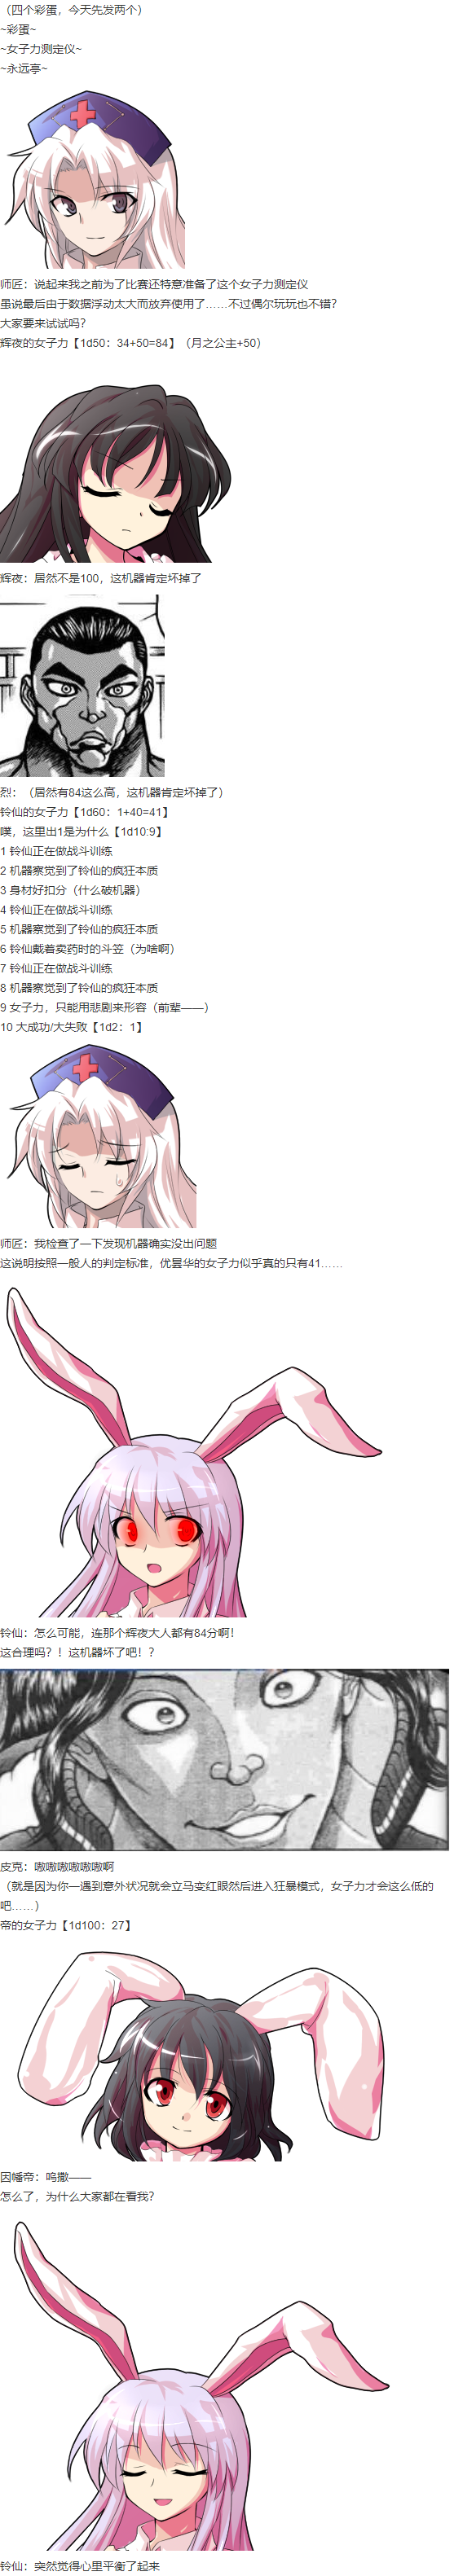 （四个彩蛋，今天先发两个）
~彩蛋~
~女子力测定仪~
~永远亭~
师匠：说起来我之前为了比赛还特意准备了这个女子力测定仪
虽说最后由于数据浮动太大而放弃使用了……不过偶尔玩玩也不错？
大家要来试试吗？
辉夜的女子力【1d50：34+50=84】（月之公主+50）
辉夜：居然不是100，这机器肯定坏掉了
烈：（居然有84这么高，这机器肯定坏掉了）
铃仙的女子力【1d60：1+40=41】
噗，这里出1是为什么【1d10:9】
1 铃仙正在做战斗训练
2 机器察觉到了铃仙的疯狂本质
3 身材好扣分（什么破机器）
4 铃仙正在做战斗训练
5 机器察觉到了铃仙的疯狂本质
6 铃仙戴着卖药时的斗笠（为啥啊）
7 铃仙正在做战斗训练
8 机器察觉到了铃仙的疯狂本质
9 女子力，只能用悲剧来形容（前辈——）
10 大成功/大失败【1d2：1】
师匠：我检查了一下发现机器确实没出问题
这说明按照一般人的判定标准，优昙华的女子力似乎真的只有41……
铃仙：怎么可能，连那个辉夜大人都有84分啊！
这合理吗？！这机器坏了吧！？
皮克：嗷嗷嗷嗷嗷嗷啊
（就是因为你一遇到意外状况就会立马变红眼然后进入狂暴模式，女子力才会这么低的
吧……）
帝的女子力【1d100：27】
因幡帝：呜撒——
怎么了，为什么大家都在看我？
铃仙：突然觉得心里平衡了起来